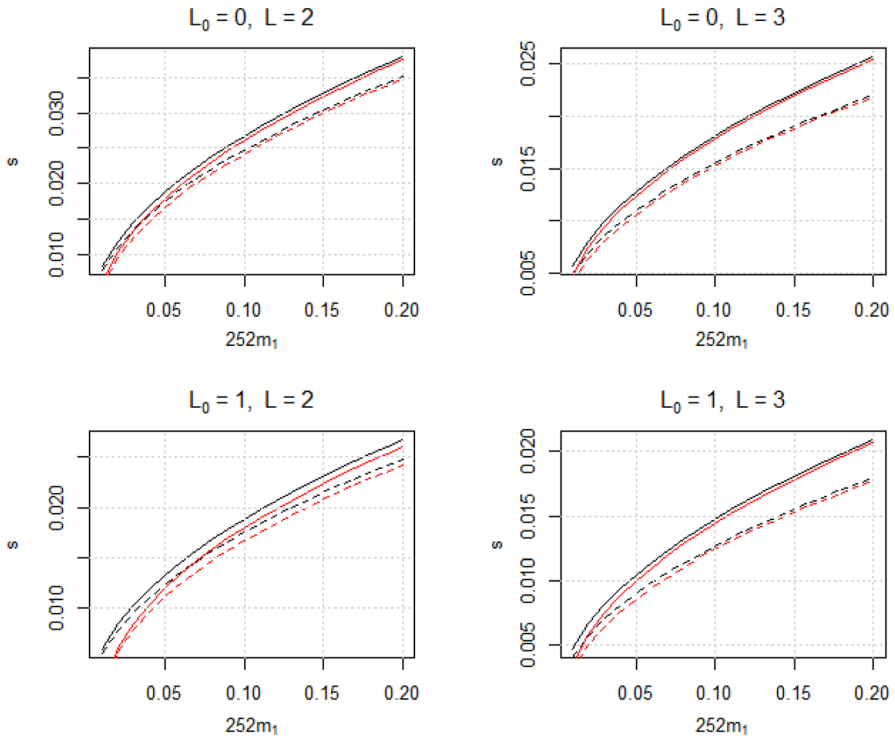 L₀ = 0, L = 2
s
0.010 0.020 0.030
0.05 0.10 0.15 0.20
252m₁
L₀ = 0, L = 3
s
0.005 0.015 0.025
0.05 0.10 0.15 0.20
252m₁
L₀ = 1, L = 2
s
0.010 0.020
0.05 0.10 0.15 0.20
252m₁
L₀ = 1, L = 3
s
0.005 0.010 0.015 0.020
0.05 0.10 0.15 0.20
252m₁